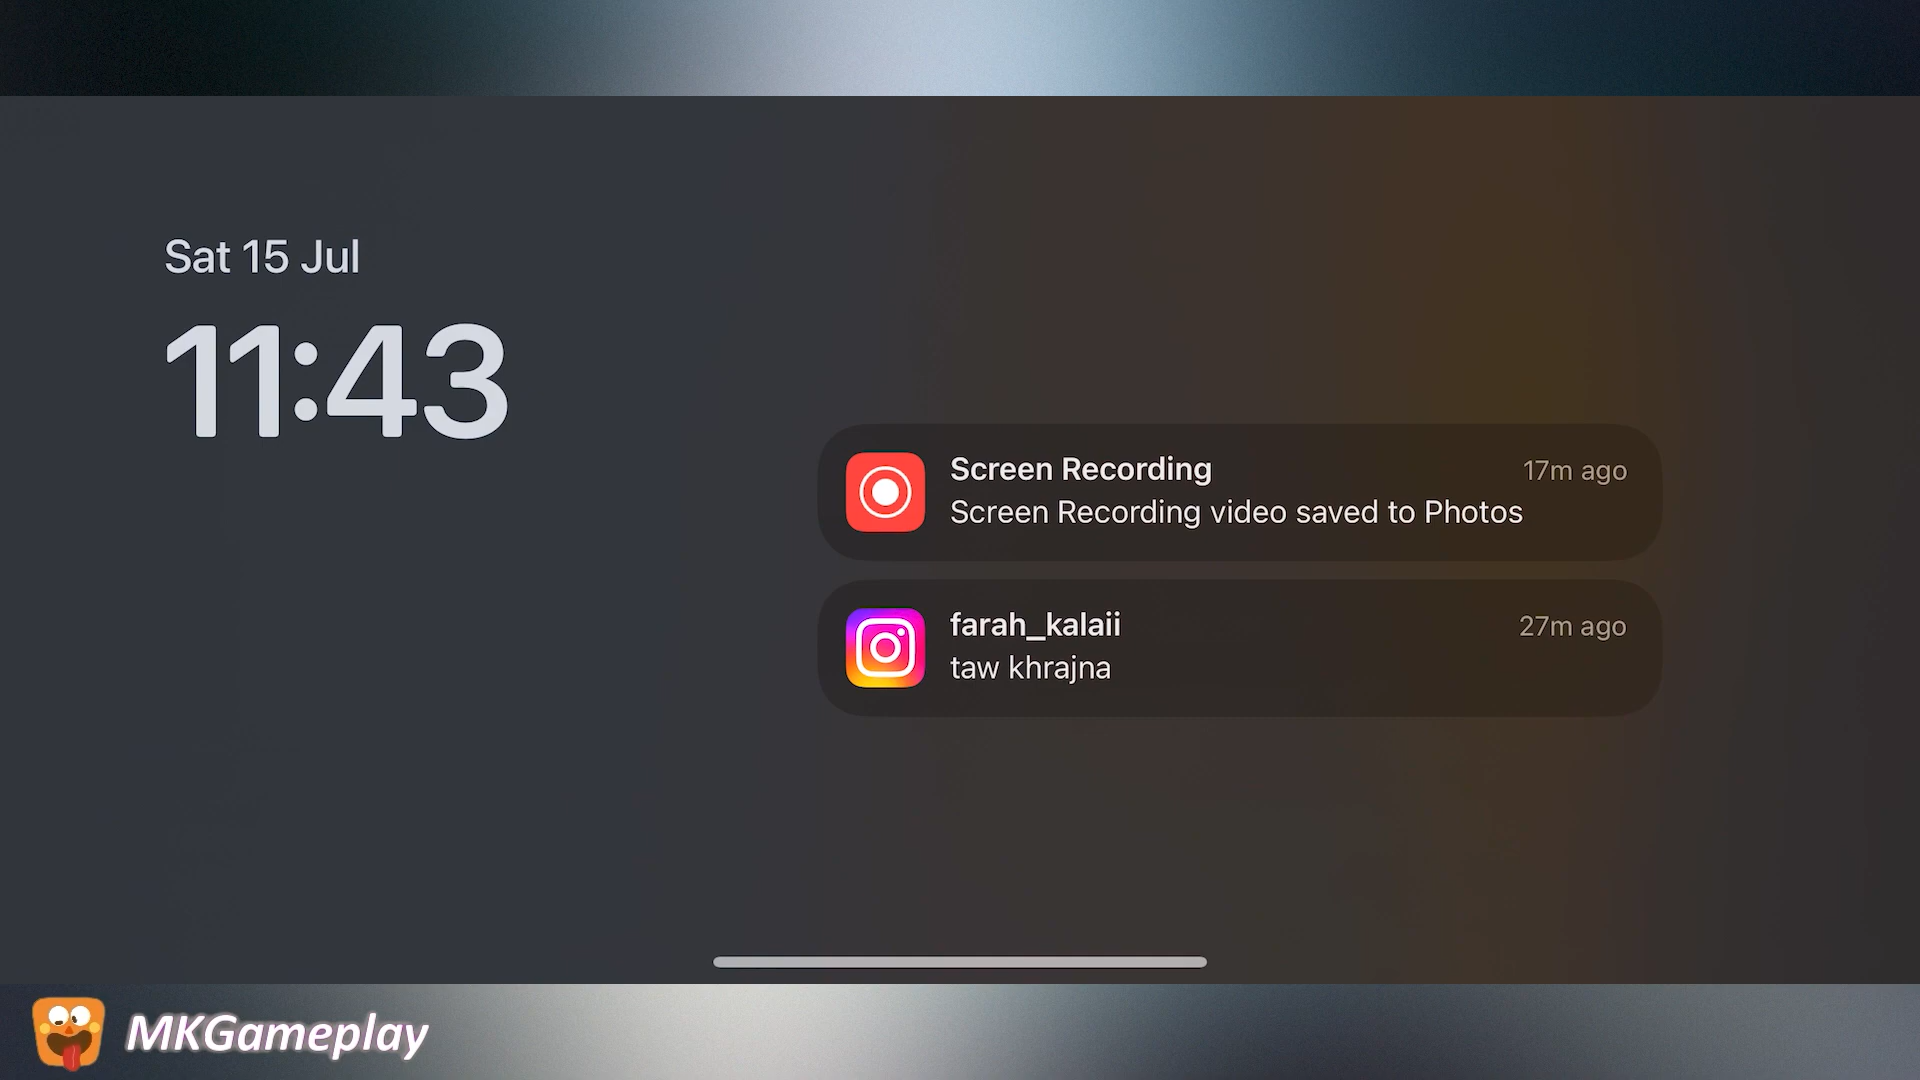 Sat 15 Jul
11:43
Screen Recording
17m ago
Screen Recording video saved to Photos
farah_kalaii
27m ago
taw khrajna
MKGameplay